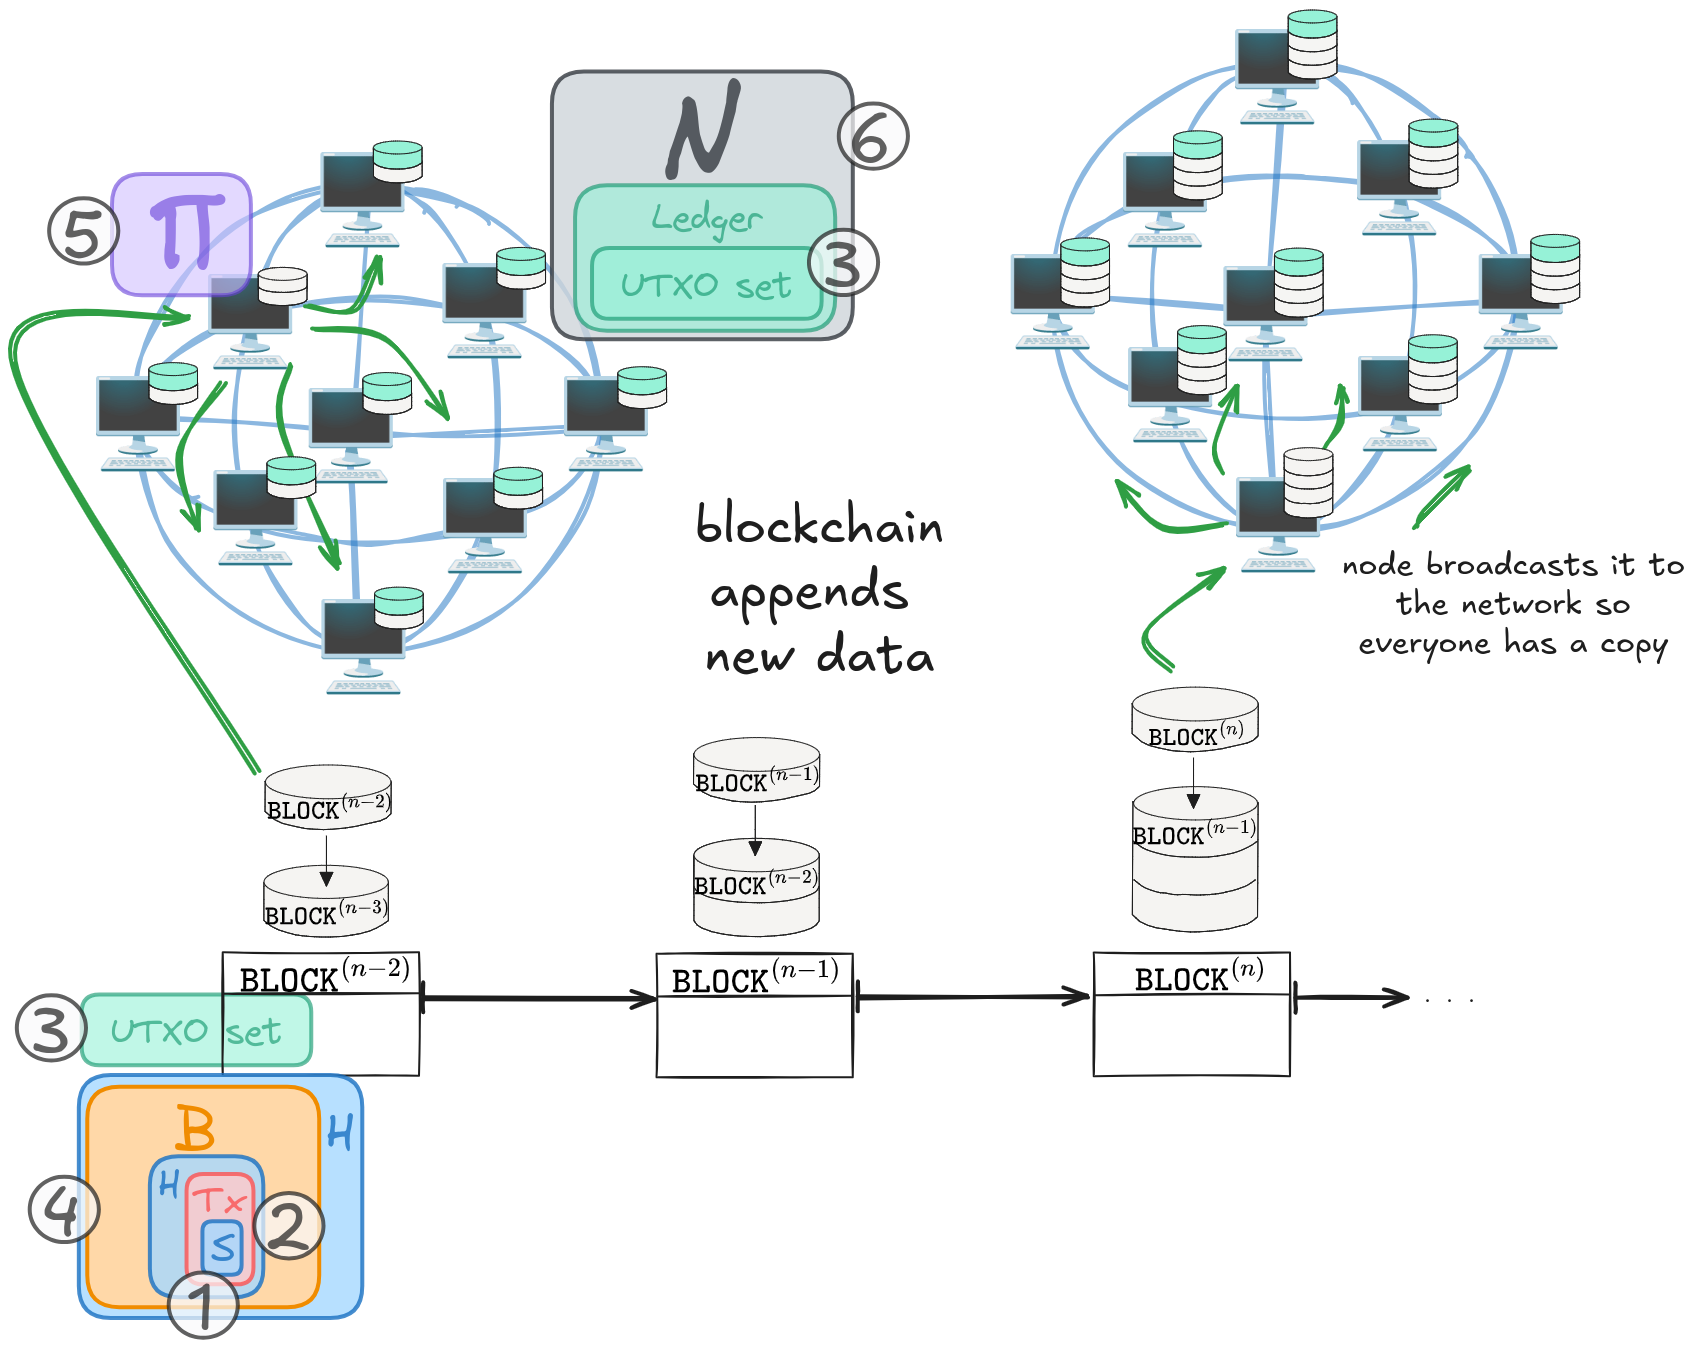 N
6
5
π
Ledger
3
UTXO set
blockchain
appends
new data
node broadcasts it to
the network so
everyone has a copy
BLOCK^(n-2)
BLOCK^(n-3)
BLOCK^(n-1)
BLOCK^(n-2)
BLOCK^(n)
BLOCK^(n-1)
BLOCK^(n-2)
BLOCK^(n-1)
BLOCK^(n)
. . .
3
UTXO set
B
H
H
Tx
4
2
S
1